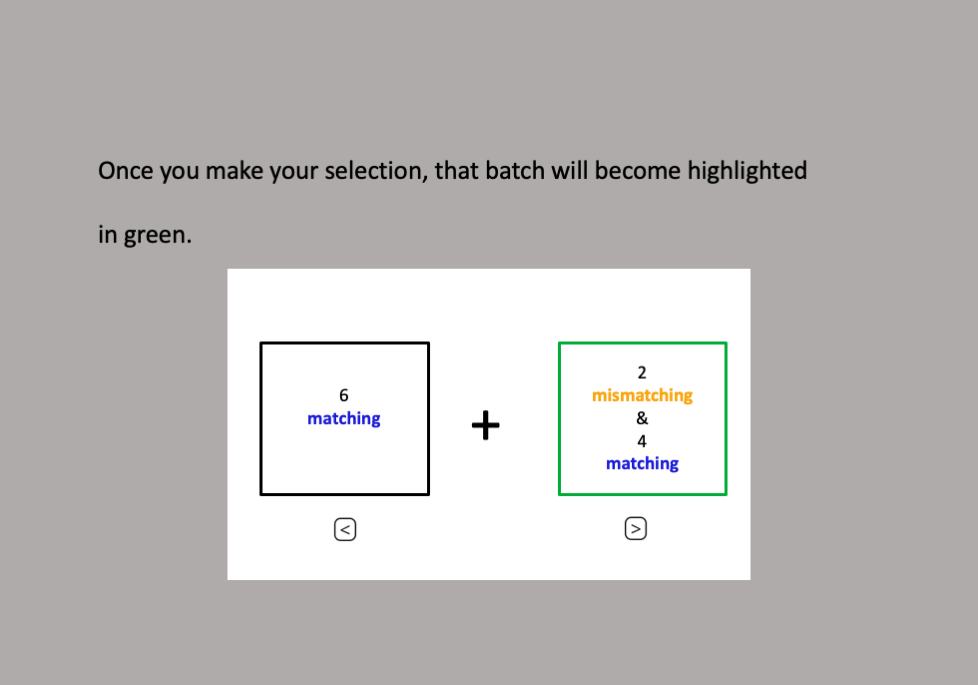 Once you make your selection, that batch will become highlighted
in green.
6
matching
+
2
mismatching
&
4
matching
<
>